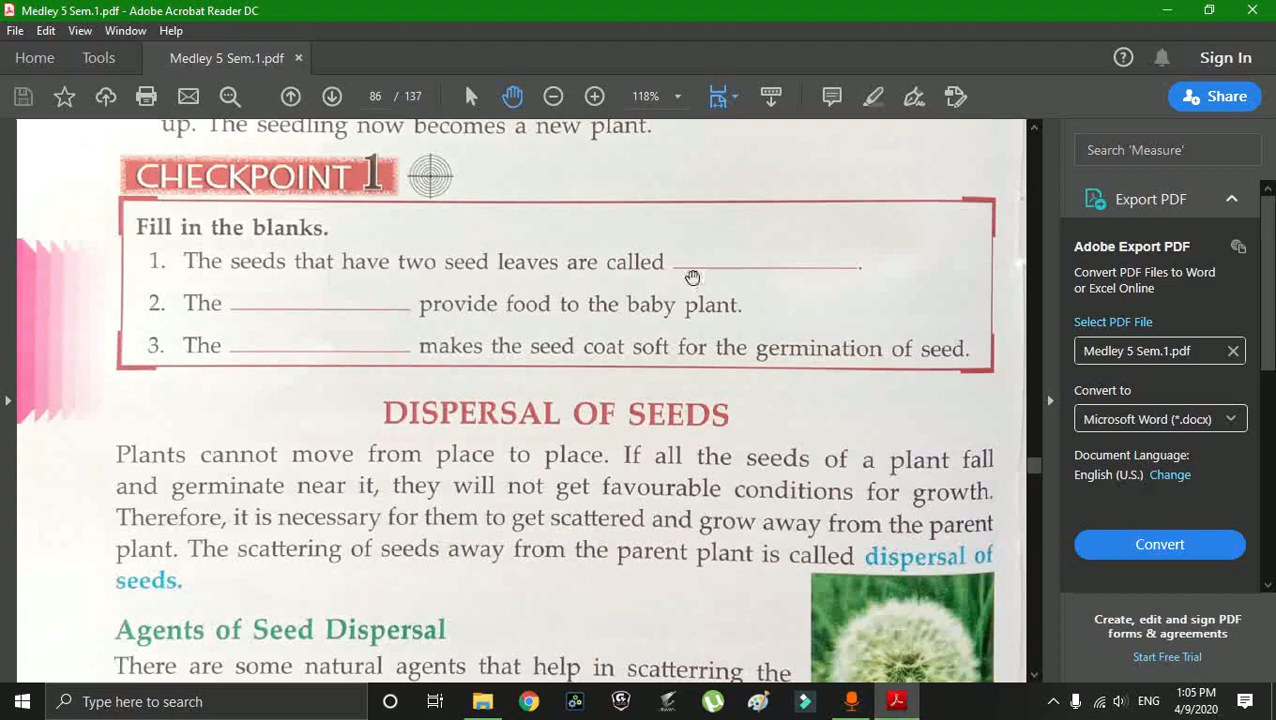 Medley 5 Sem.1.pdf - Adobe Acrobat Reader DC
File Edit View Window Help
Home Tools Medley 5 Sem.1.pdf × Sign In
86 / 137 118% Share
up. The seedling now becomes a new plant.
CHECKPOINT 1
Fill in the blanks.
1. The seeds that have two seed leaves are called ____________.
2. The ____________ provide food to the baby plant.
3. The ____________ makes the seed coat soft for the germination of seed.
DISPERSAL OF SEEDS
Plants cannot move from place to place. If all the seeds of a plant fall
and germinate near it, they will not get favourable conditions for growth.
Therefore, it is necessary for them to get scattered and grow away from the parent
plant. The scattering of seeds away from the parent plant is called dispersal of
seeds.
Agents of Seed Dispersal
There are some natural agents that help in scatterring the
Search 'Measure'
Export PDF
Adobe Export PDF
Convert PDF Files to Word
or Excel Online
Select PDF File
Medley 5 Sem.1.pdf
Convert to
Microsoft Word (*.docx)
Document Language:
English (U.S.) Change
Convert
Create, edit and sign PDF
forms & agreements
Start Free Trial
Type here to search
ENG
1:05 PM
4/9/2020